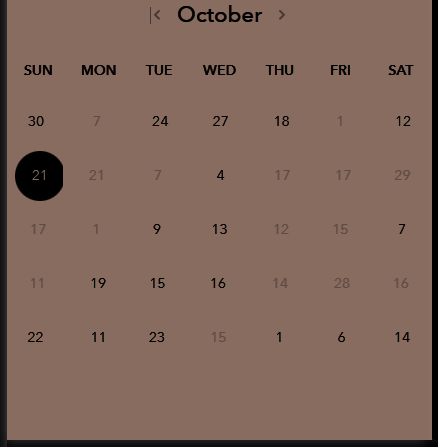 < October >
SUN MON TUE WED THU FRI SAT
30 7 24 27 18 1 12
21 21 7 4 17 17 29
17 1 9 13 12 15 7
11 19 15 16 14 28 16
22 11 23 15 1 6 14